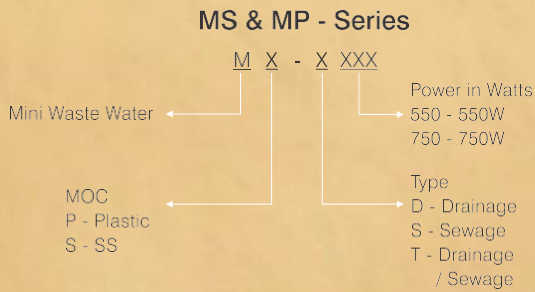 MS & MP - Series
M X - X XXX
Mini Waste Water
Power in Watts
550 - 550W
750 - 750W
MOC
P - Plastic
S - SS
Type
D - Drainage
S - Sewage
T - Drainage
/ Sewage